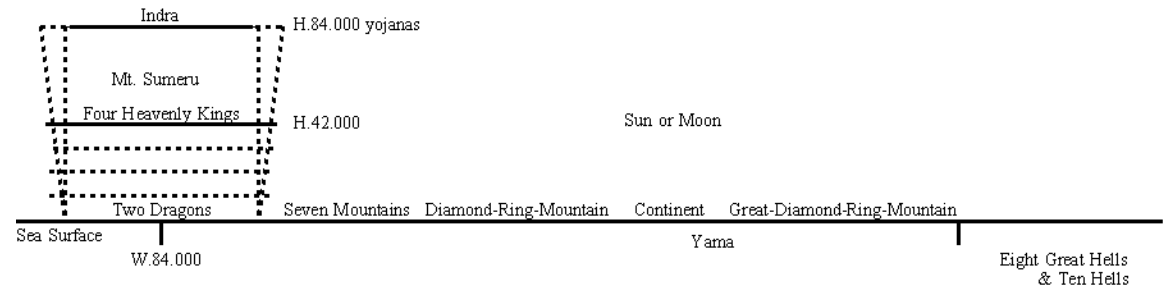 Indra
H.84.000 yojanas
Mt. Sumeru
Four Heavenly Kings
H.42.000
Sun or Moon
Two Dragons
Seven Mountains
Diamond-Ring-Mountain
Continent
Great-Diamond-Ring-Mountain
Sea Surface
Yama
W.84.000
Eight Great Hells
& Ten Hells